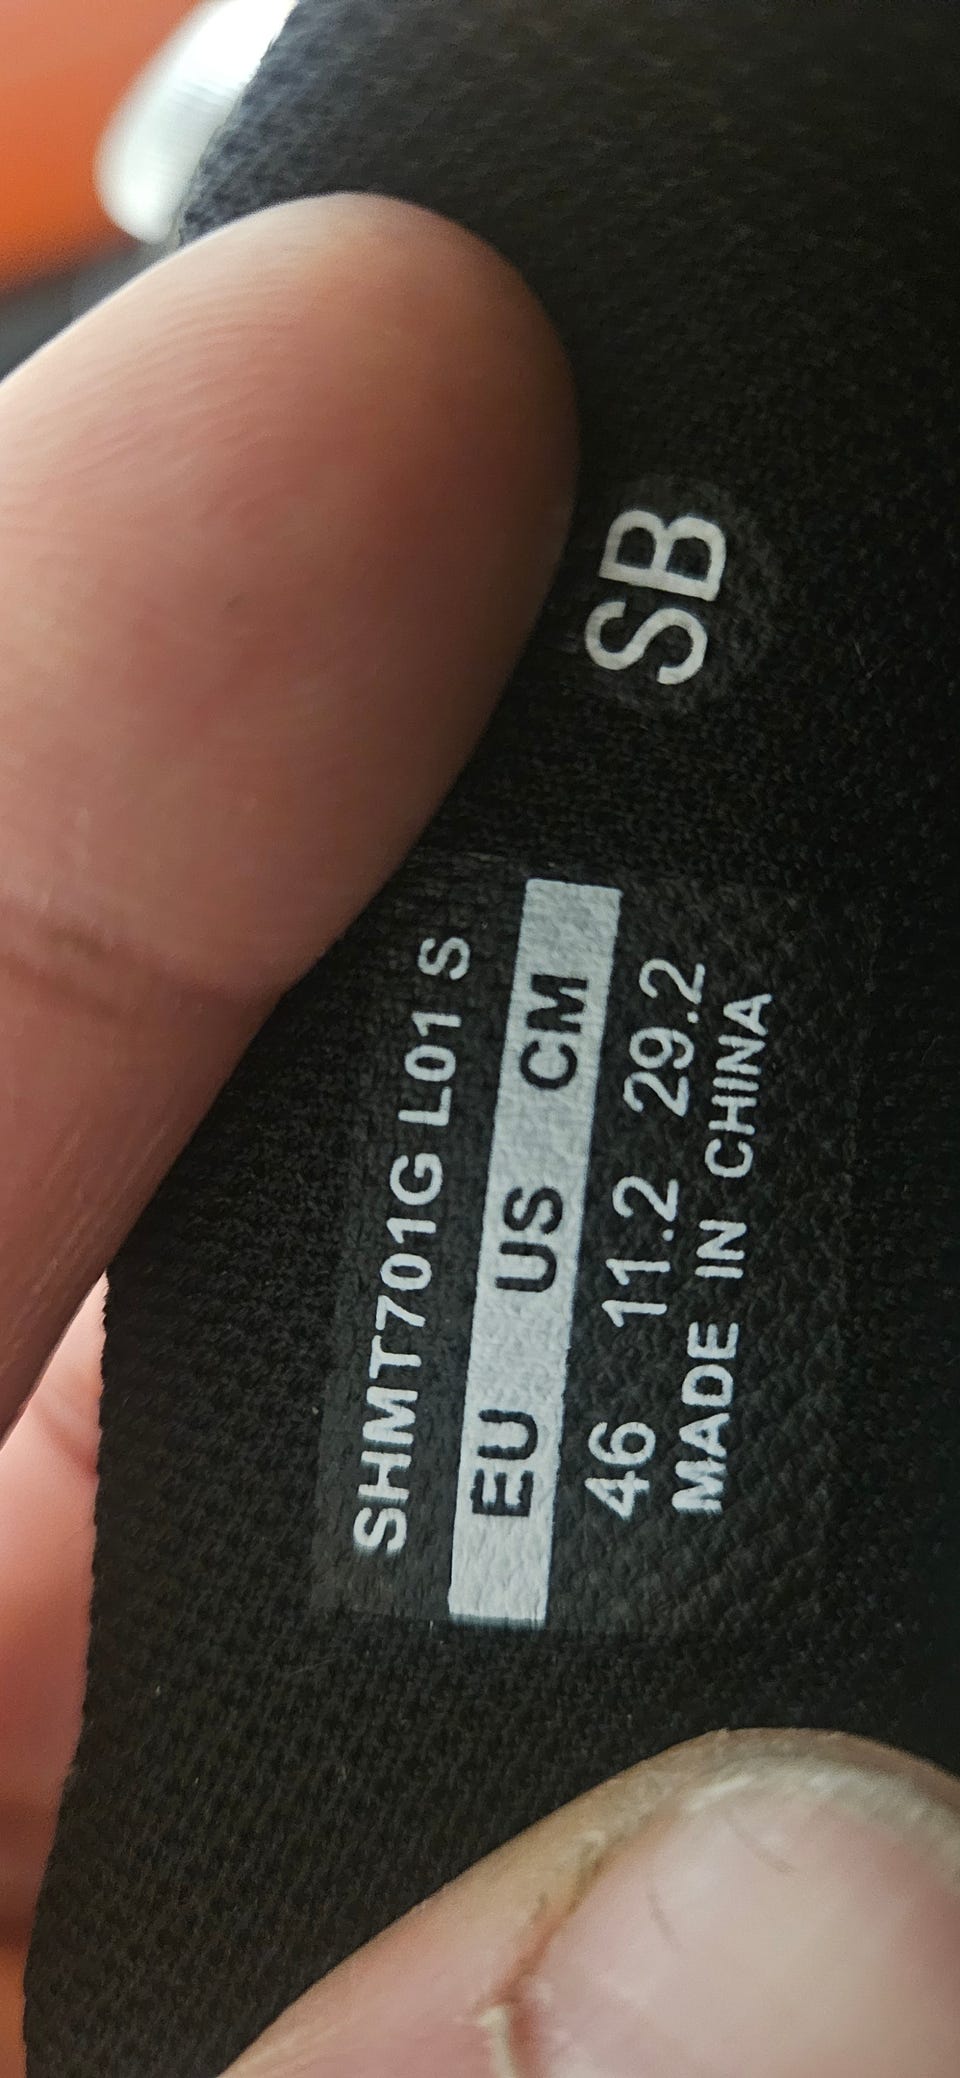 SHMT701G L01 S
EU US CM
46 11.2 29.2
MADE IN CHINA
SB